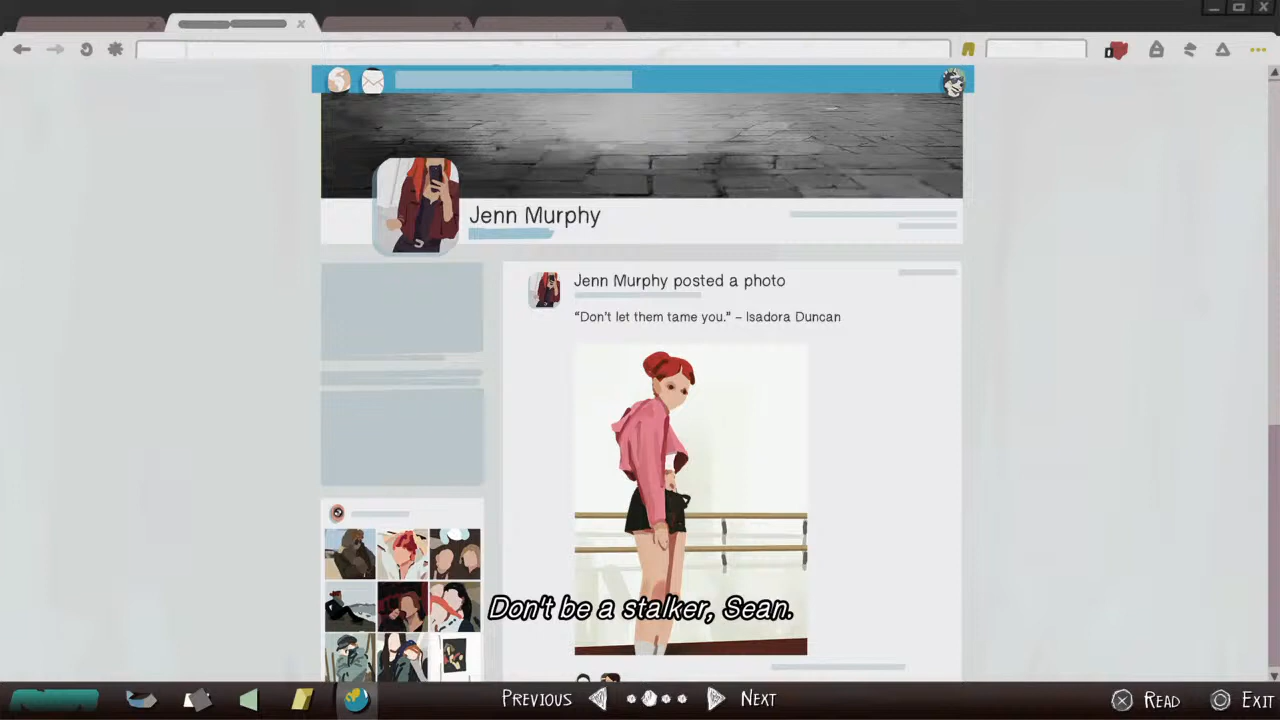 Jenn Murphy
Jenn Murphy posted a photo
“Don't let them tame you.” – Isadora Duncan
Don't be a stalker, Sean.
Previous
Next
Read
Exit